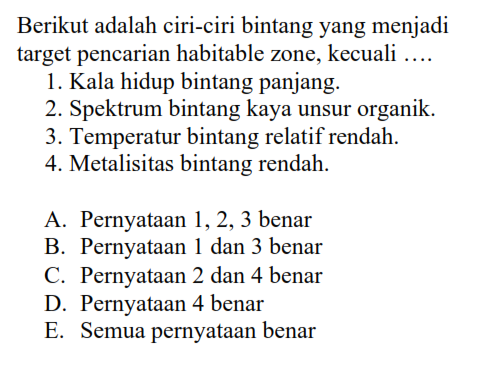 Berikut adalah ciri-ciri bintang yang menjadi
target pencarian habitable zone, kecuali ….
1. Kala hidup bintang panjang.
2. Spektrum bintang kaya unsur organik.
3. Temperatur bintang relatif rendah.
4. Metalisitas bintang rendah.
A. Pernyataan 1, 2, 3 benar
B. Pernyataan 1 dan 3 benar
C. Pernyataan 2 dan 4 benar
D. Pernyataan 4 benar
E. Semua pernyataan benar